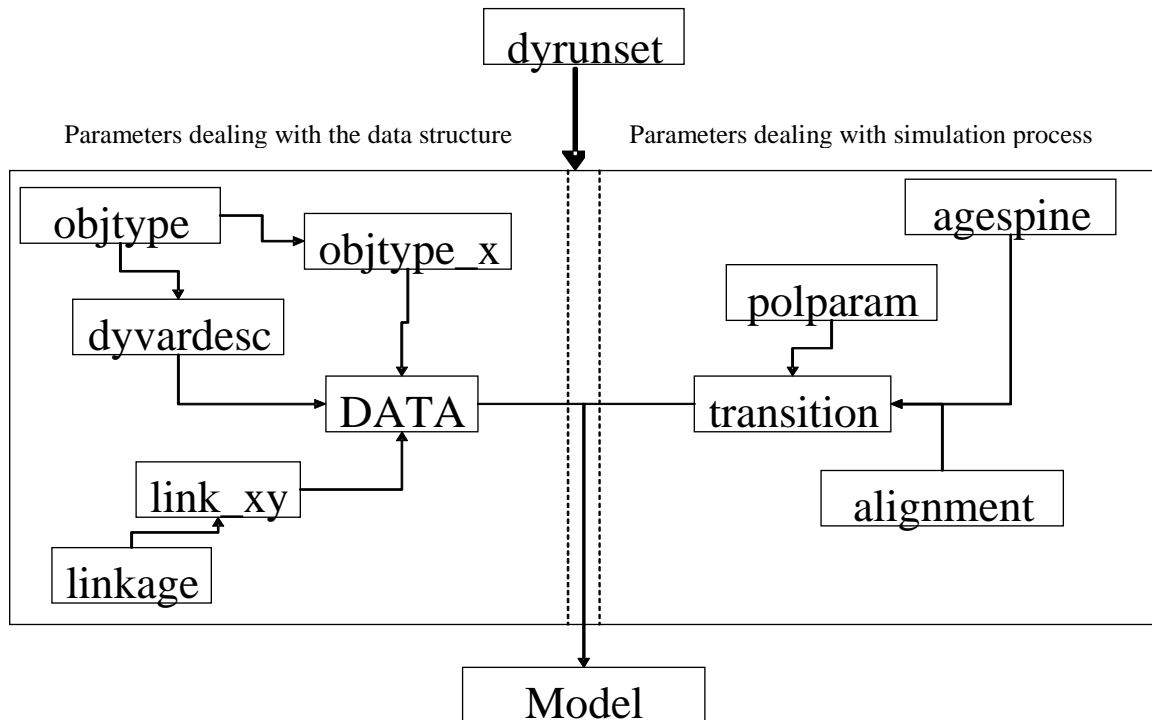 dyrunset
Parameters dealing with the data structure
Parameters dealing with simulation process
objtype
objtype_x
agespine
polparam
dyvardesc
DATA
transition
link_xy
alignment
linkage
Model